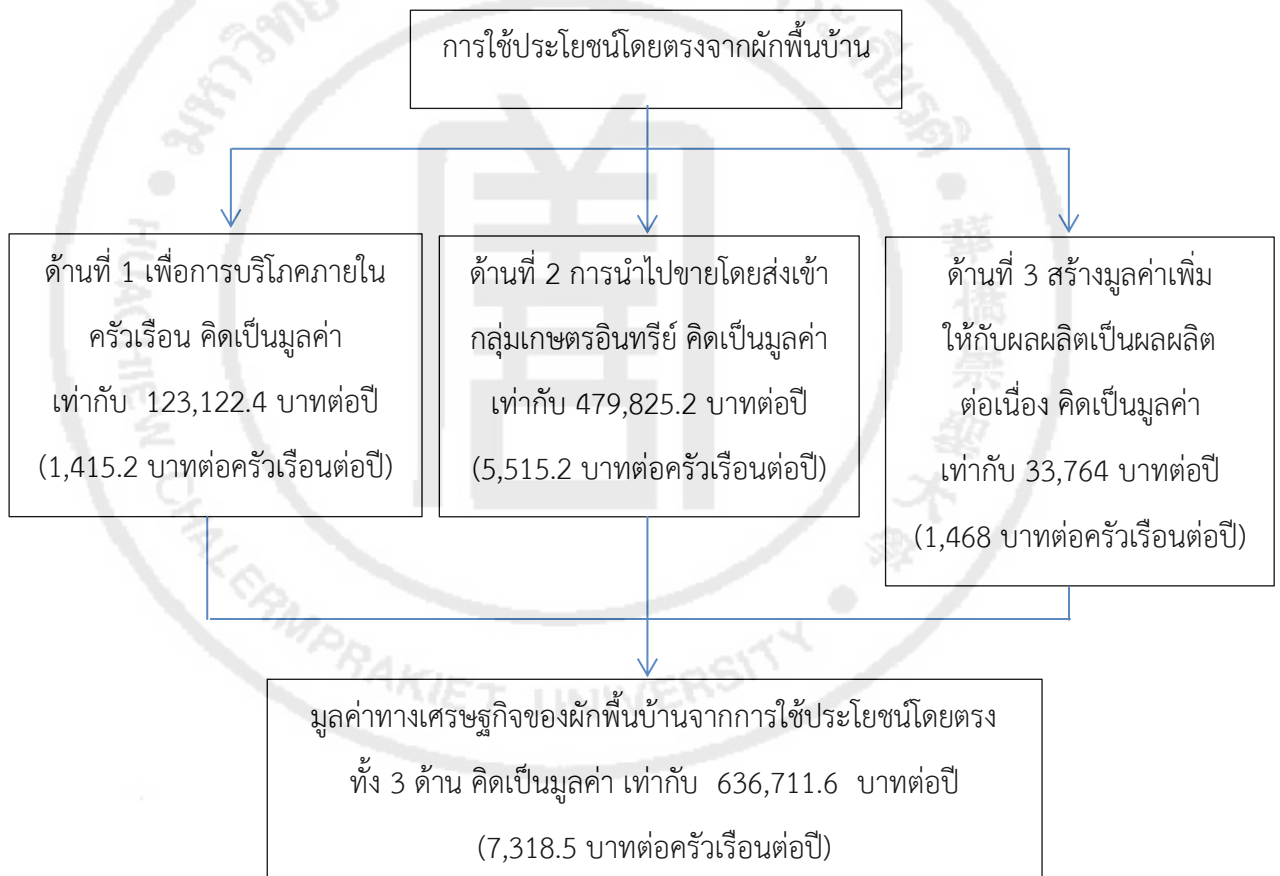 การใช้ประโยชน์โดยตรงจากผักพื้นบ้าน
ด้านที่ 1 เพื่อการบริโภคภายใน
ครัวเรือน คิดเป็นมูลค่า
เท่ากับ 123,122.4 บาทต่อปี
(1,415.2 บาทต่อครัวเรือนต่อปี)
ด้านที่ 2 การนำไปขายโดยส่งเข้า
กลุ่มเกษตรอินทรีย์ คิดเป็นมูลค่า
เท่ากับ 479,825.2 บาทต่อปี
(5,515.2 บาทต่อครัวเรือนต่อปี)
ด้านที่ 3 สร้างมูลค่าเพิ่ม
ให้กับผลผลิตเป็นผลผลิต
ต่อเนื่อง คิดเป็นมูลค่า
เท่ากับ 33,764 บาทต่อปี
(1,468 บาทต่อครัวเรือนต่อปี)
มูลค่าทางเศรษฐกิจของผักพื้นบ้านจากการใช้ประโยชน์โดยตรง
ทั้ง 3 ด้าน คิดเป็นมูลค่า เท่ากับ 636,711.6 บาทต่อปี
(7,318.5 บาทต่อครัวเรือนต่อปี)
CHALERMPRAKIET UNIVERSITY